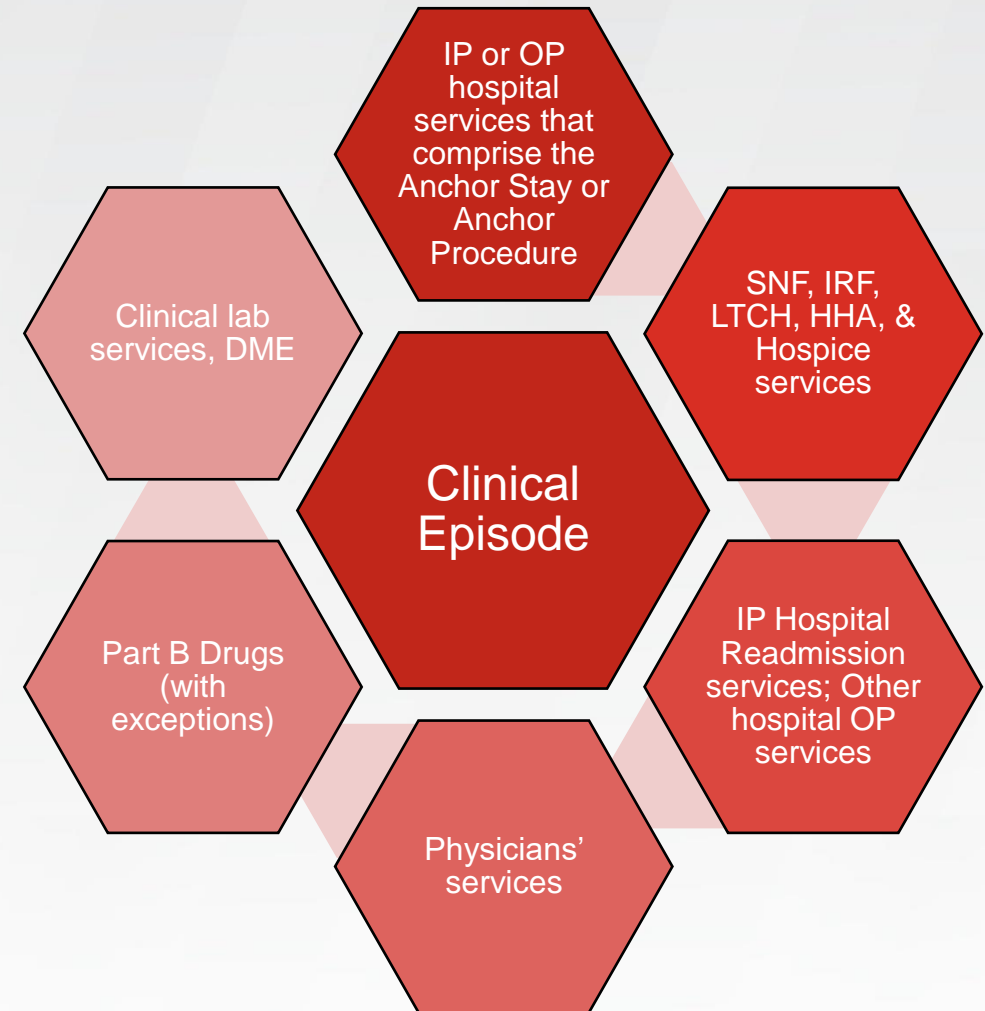 IP or OP
hospital
services that
comprise the
Anchor Stay or
Anchor
Procedure
SNF, IRF,
LTCH, HHA, &
Hospice
services
IP Hospital
Readmission
services; Other
hospital OP
services
Physicians’
services
Part B Drugs
(with
exceptions)
Clinical lab
services, DME
Clinical
Episode